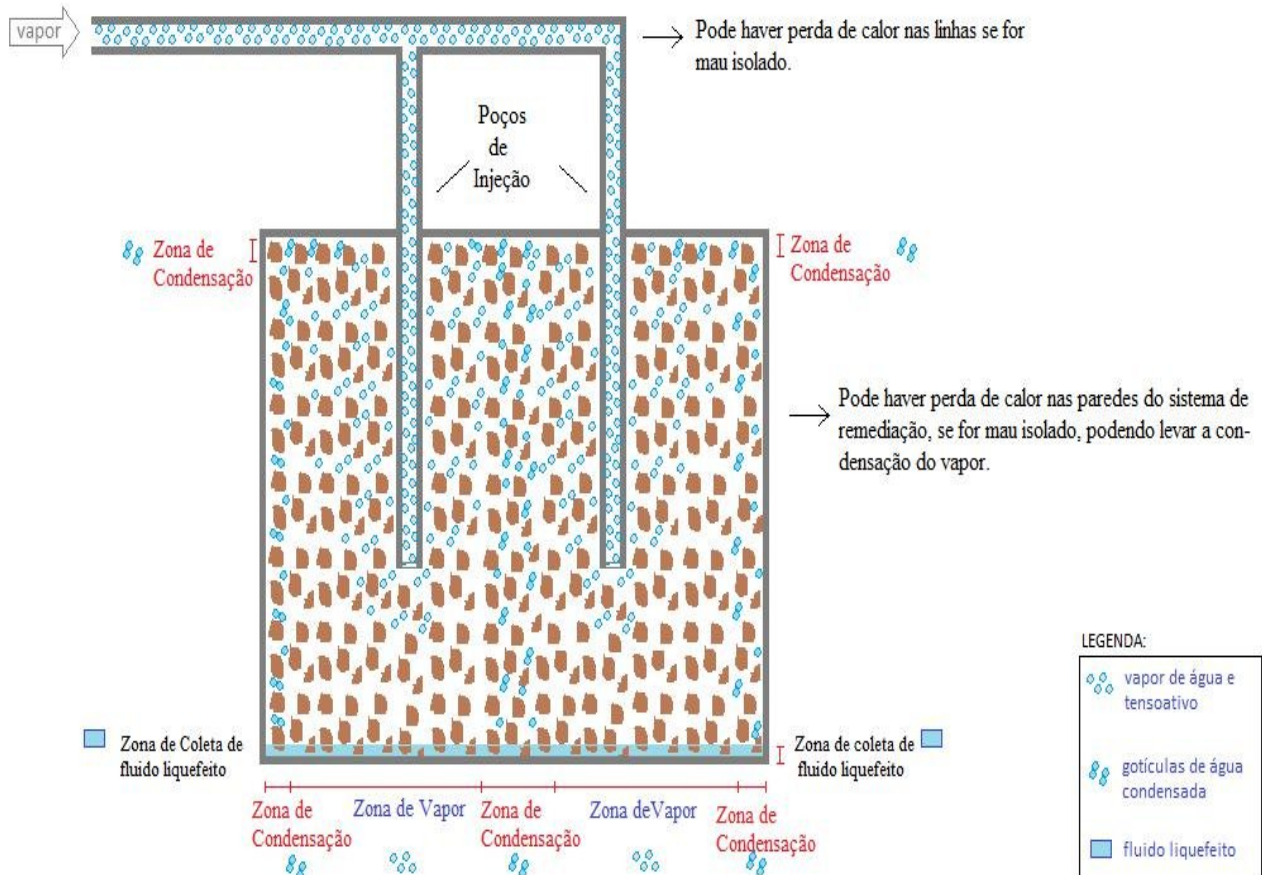 vapor
Pode haver perda de calor nas linhas se for
mau isolado.
Poços
de
Injeção
Zona de
Condensação
Zona de
Condensação
Pode haver perda de calor nas paredes do sistema de
remediação, se for mau isolado, podendo levar a con-
densação do vapor.
LEGENDA:
vapor de água e
tensoativo
gotículas de água
condensada
fluido liquefeito
Zona de Coleta de
fluido liquefeito
Zona de coleta de
fluido liquefeito
Zona de
Condensação
Zona de Vapor
Zona de
Condensação
Zona deVapor
Zona de
Condensação